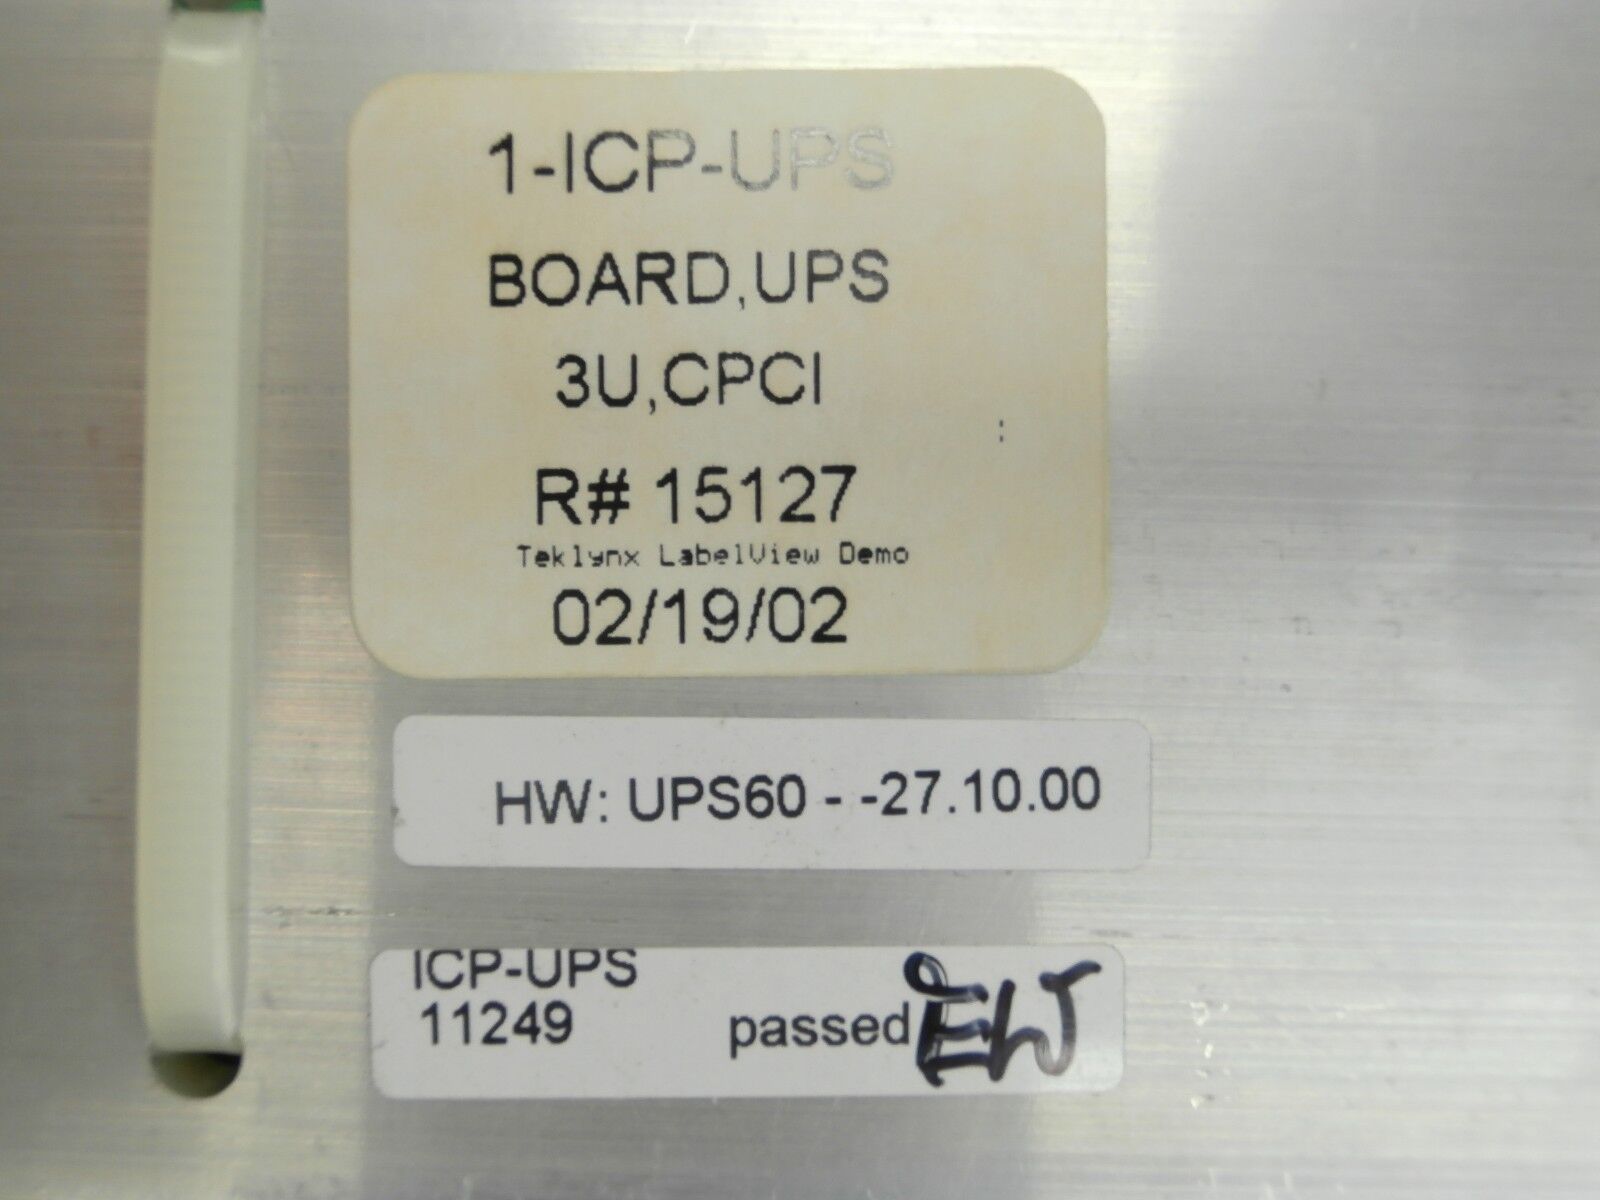 1-ICP-UPS
BOARD,UPS
3U,CPCI
R# 15127
Teklynx LabelView Demo
02/19/02
HW: UPS60 - -27.10.00
ICP-UPS
11249 passed